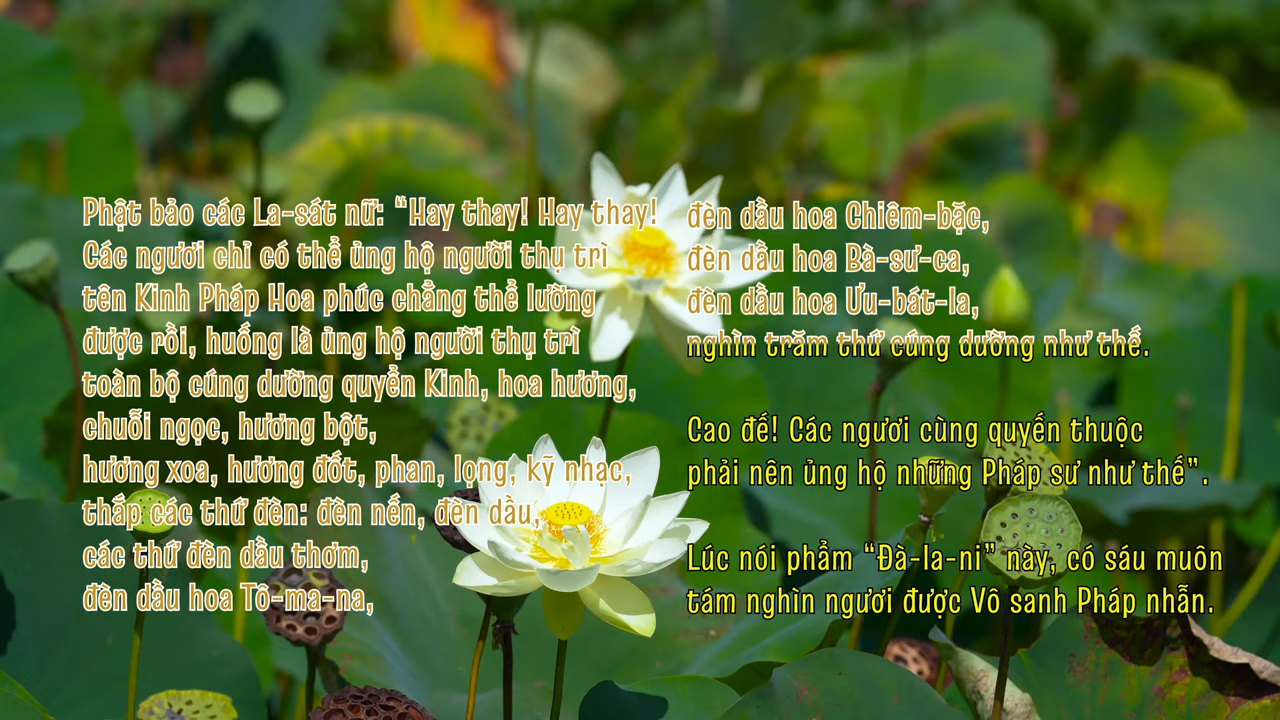 Phật bảo các La-sát nữ: “Hay thay! Hay thay!
Các ngươi chỉ có thể ủng hộ người thụ trì
tên Kinh Pháp Hoa phúc chẳng thể lường
được rồi, huống là ủng hộ người thụ trì
toàn bộ cúng dường quyển Kinh, hoa hương,
chuỗi ngọc, hương bột,
hương xoa, hương đốt, phan, lọng, kỹ nhạc,
thắp các thứ đèn: đèn nến, đèn dầu,
các thứ đèn dầu thơm,
đèn dầu hoa Tô-ma-na,
đèn dầu hoa Chiêm-bặc,
đèn dầu hoa Bà-sư-ca,
đèn dầu hoa Ưu-bát-la,
nghìn trăm thứ cúng dường như thế.
Cao đế! Các ngươi cùng quyến thuộc
phải nên ủng hộ những Pháp sư như thế”.
Lúc nói phẩm “Đà-la-ni” này, có sáu muôn
tám nghìn ngươi được Vô sanh Pháp nhẫn.